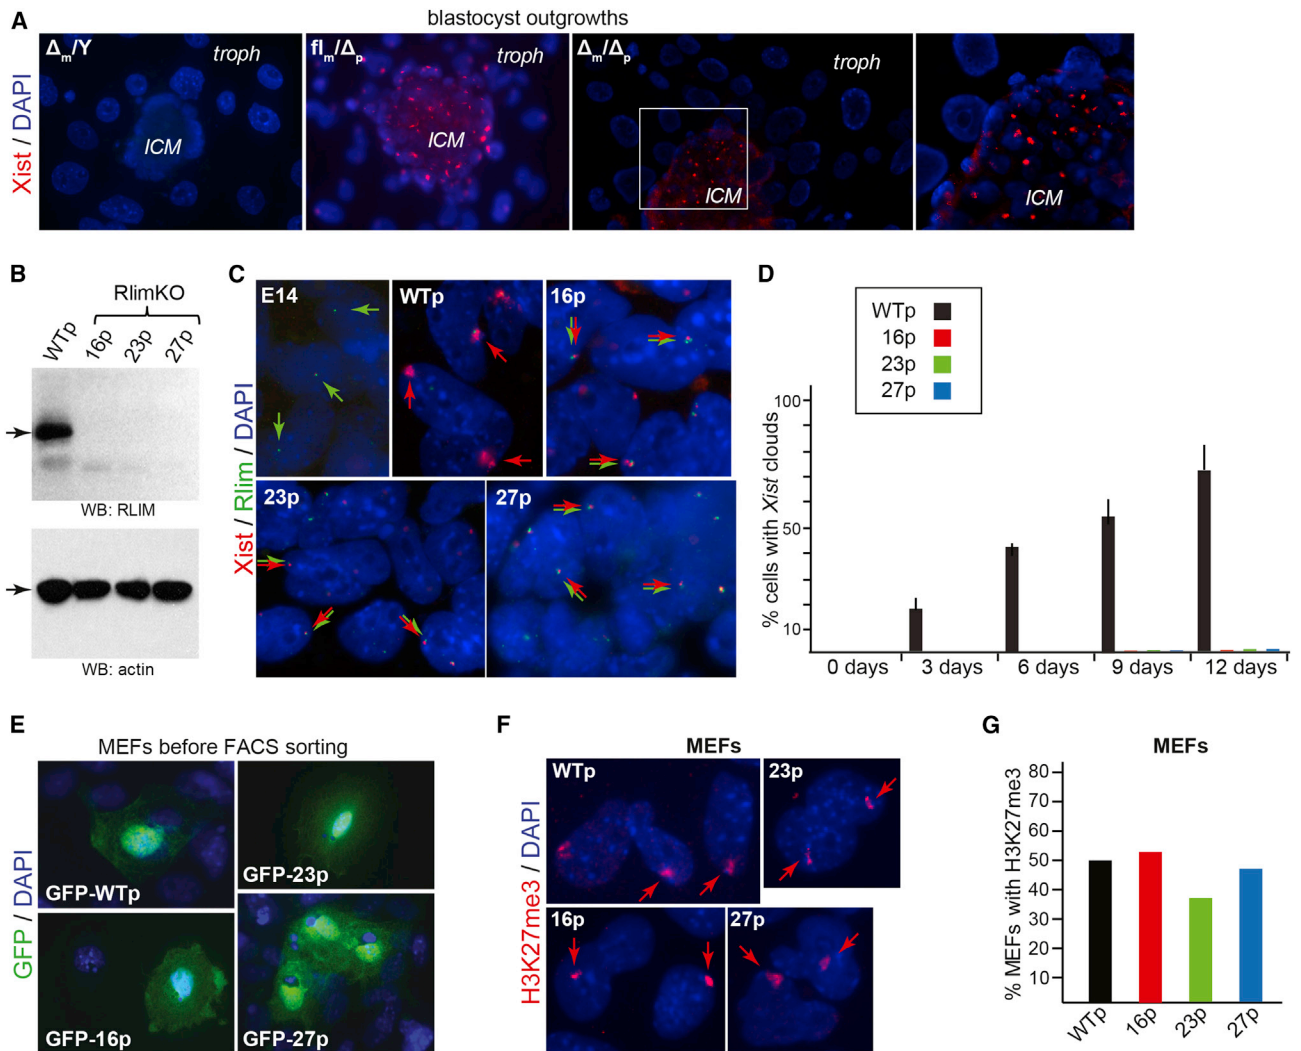 A
blastocyst outgrowths
Xist / DAPI
Δm/Y
troph
ICM
flm/Δp
troph
ICM
Δm/Δp
troph
ICM
ICM
B
RlimKO
WTp
16p
23p
27p
WB: RLIM
WB: actin
C
Xist / Rlim / DAPI
E14
WTp
16p
23p
27p
D
WTp
16p
23p
27p
% cells with Xist clouds
100
50
10
0 days
3 days
6 days
9 days
12 days
E
MEFs before FACS sorting
GFP / DAPI
GFP-WTp
GFP-23p
GFP-16p
GFP-27p
F
MEFs
H3K27me3 / DAPI
WTp
23p
16p
27p
G
MEFs
% MEFs with H3K27me3
80
70
60
50
40
30
20
10
WTp
16p
23p
27p